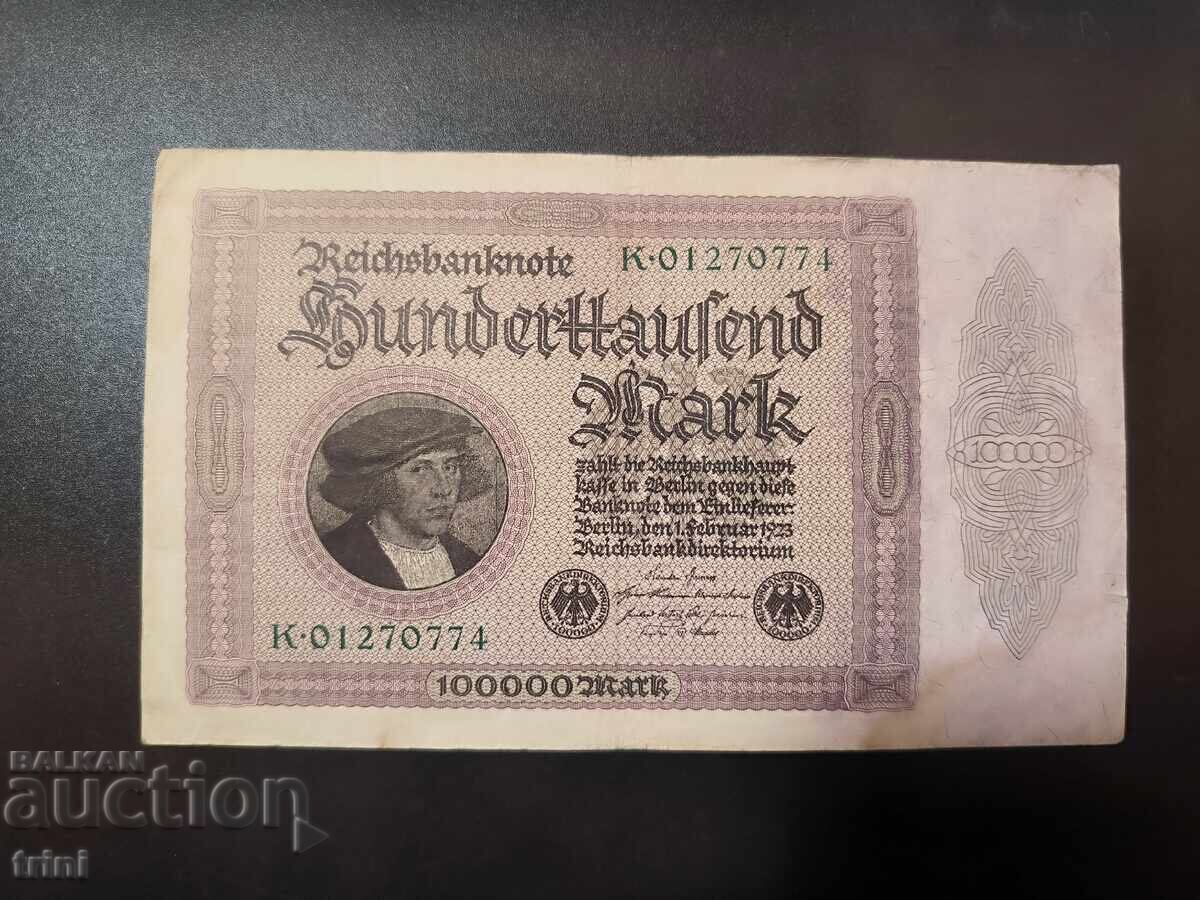 Reichsbanknote K·01270774
Hunderttausend
Mark
zahlt die Reichsbankhaupt-
kasse in Berlin gegen diese
Banknote dem Einlieferer
Berlin, den 1. Februar 1923
Reichsbankdirektorium
K·01270774
100000 Mark
100000
BALKAN
auction
trini